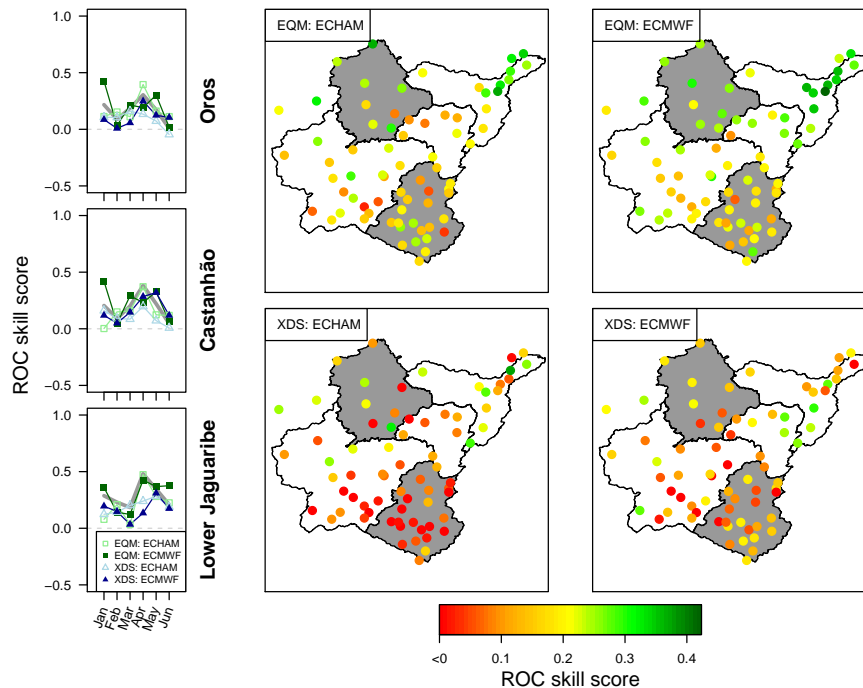 ROC skill score
1.0
0.5
0.0
−0.5
Oros
1.0
0.5
0.0
−0.5
Castanhão
1.0
0.5
0.0
−0.5
Lower Jaguaribe
EQM: ECHAM
EQM: ECMWF
XDS: ECHAM
XDS: ECMWF
Jan
Feb
Mar
Apr
May
Jun
EQM: ECHAM
EQM: ECMWF
XDS: ECHAM
XDS: ECMWF
<0 0.1 0.2 0.3 0.4
ROC skill score